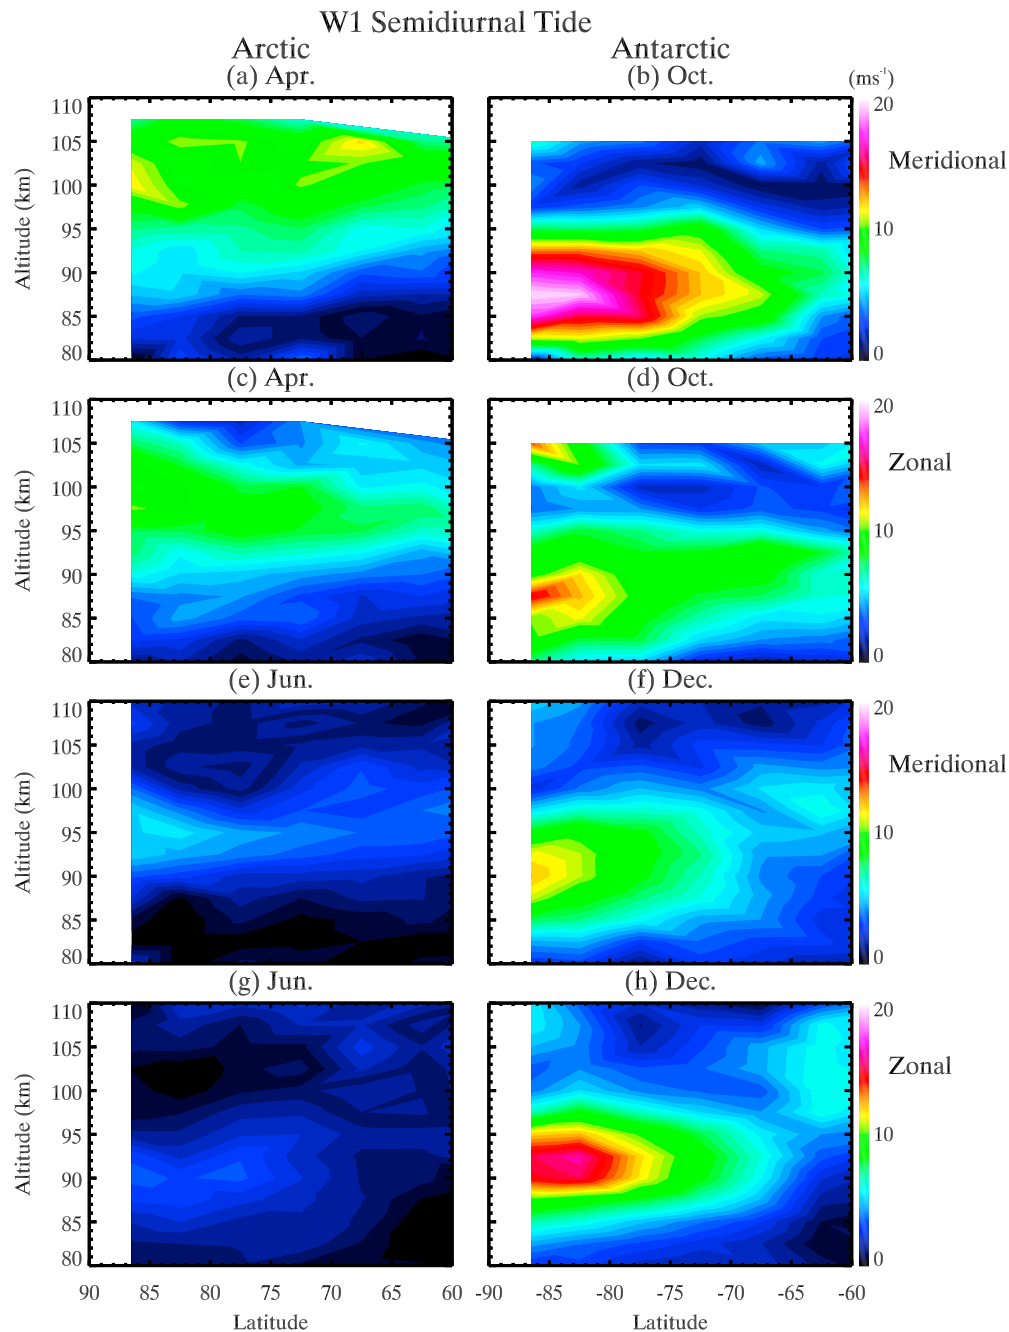 W1 Semidiurnal Tide
Arctic Antarctic
(a) Apr. (b) Oct. (ms⁻¹)
110 105 100 95 90 85 80
Altitude (km)
20 10 0
Meridional
(c) Apr. (d) Oct.
110 105 100 95 90 85 80
Altitude (km)
20 10 0
Zonal
(e) Jun. (f) Dec.
110 105 100 95 90 85 80
Altitude (km)
20 10 0
Meridional
(g) Jun. (h) Dec.
110 105 100 95 90 85 80
Altitude (km)
20 10 0
Zonal
90 85 80 75 70 65 60 -90 -85 -80 -75 -70 -65 -60
Latitude Latitude